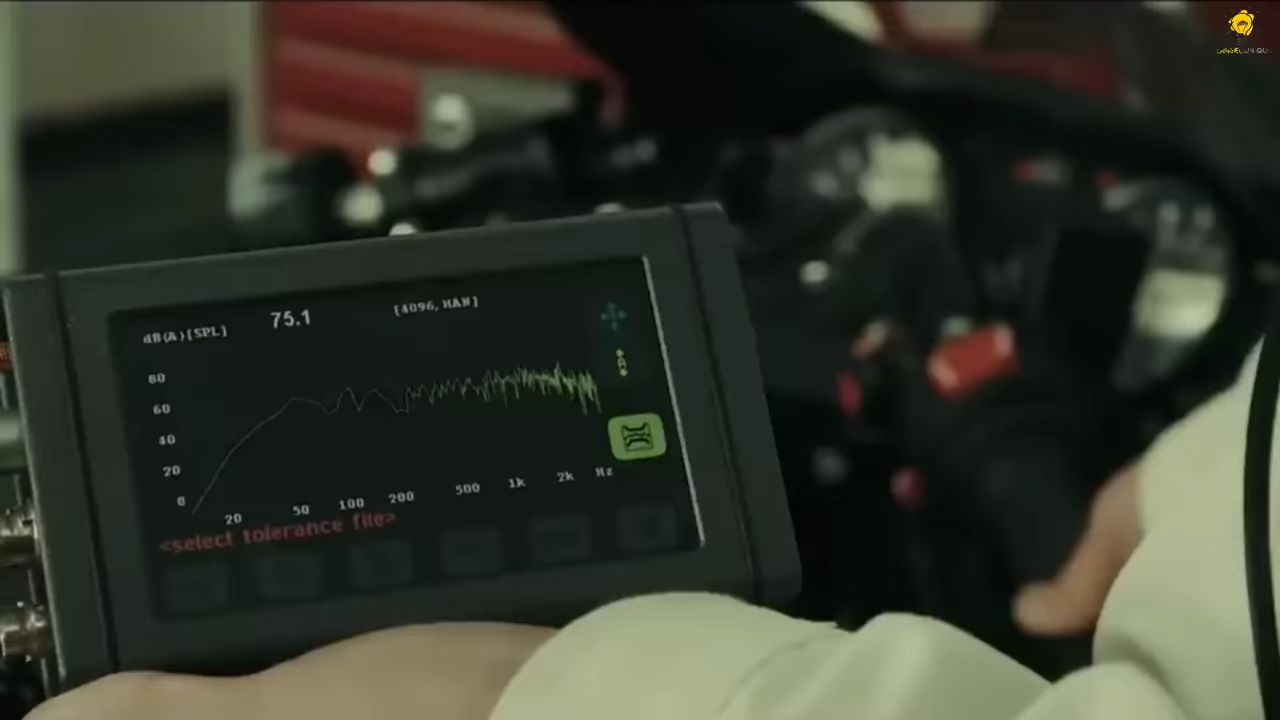 dB(A)[SPL] 75.1 [4096, HAN]
80
60
40
20
0
20 50 100 200 500 1k 2k Hz
<select tolerance file>